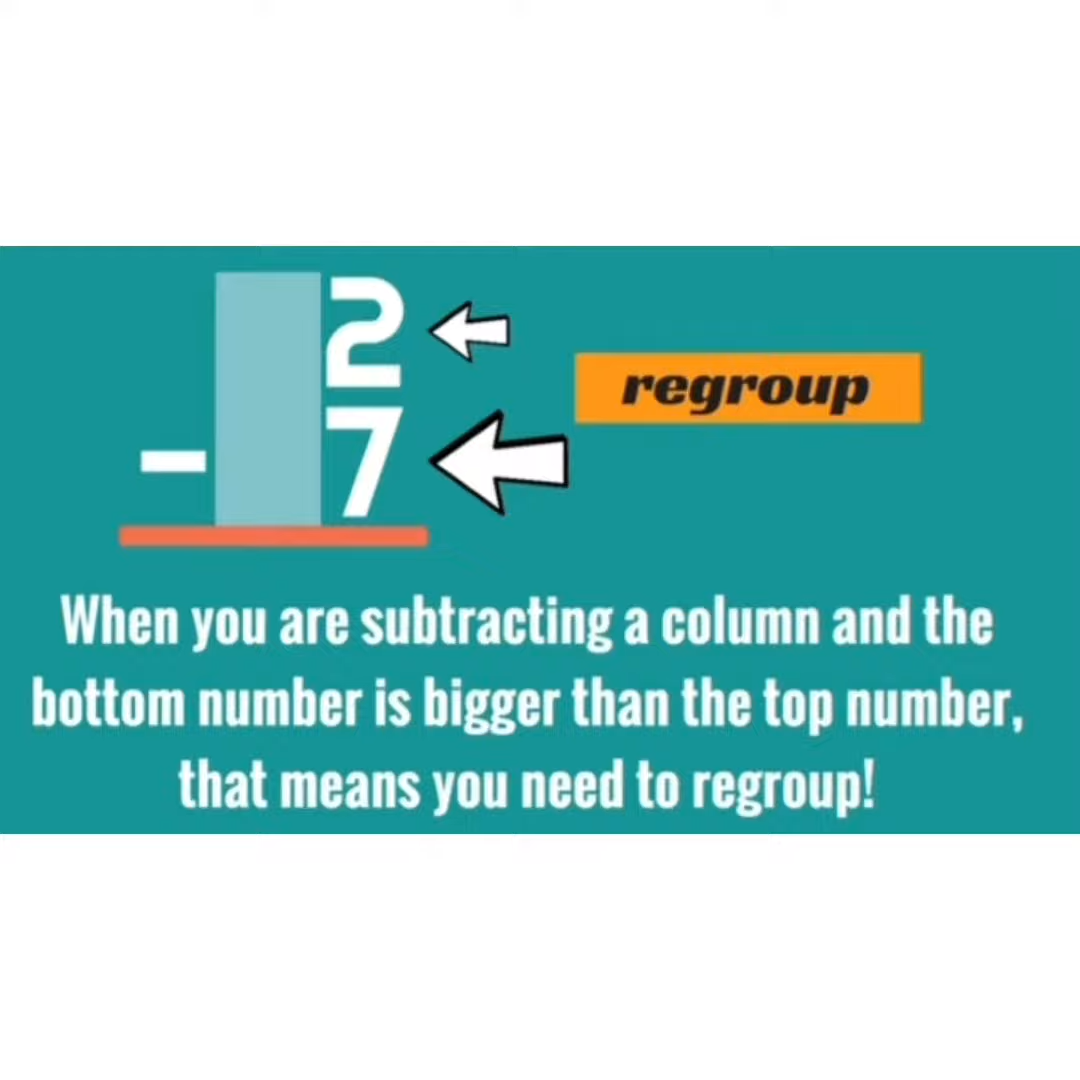 2
- 7
regroup
When you are subtracting a column and the
bottom number is bigger than the top number,
that means you need to regroup!